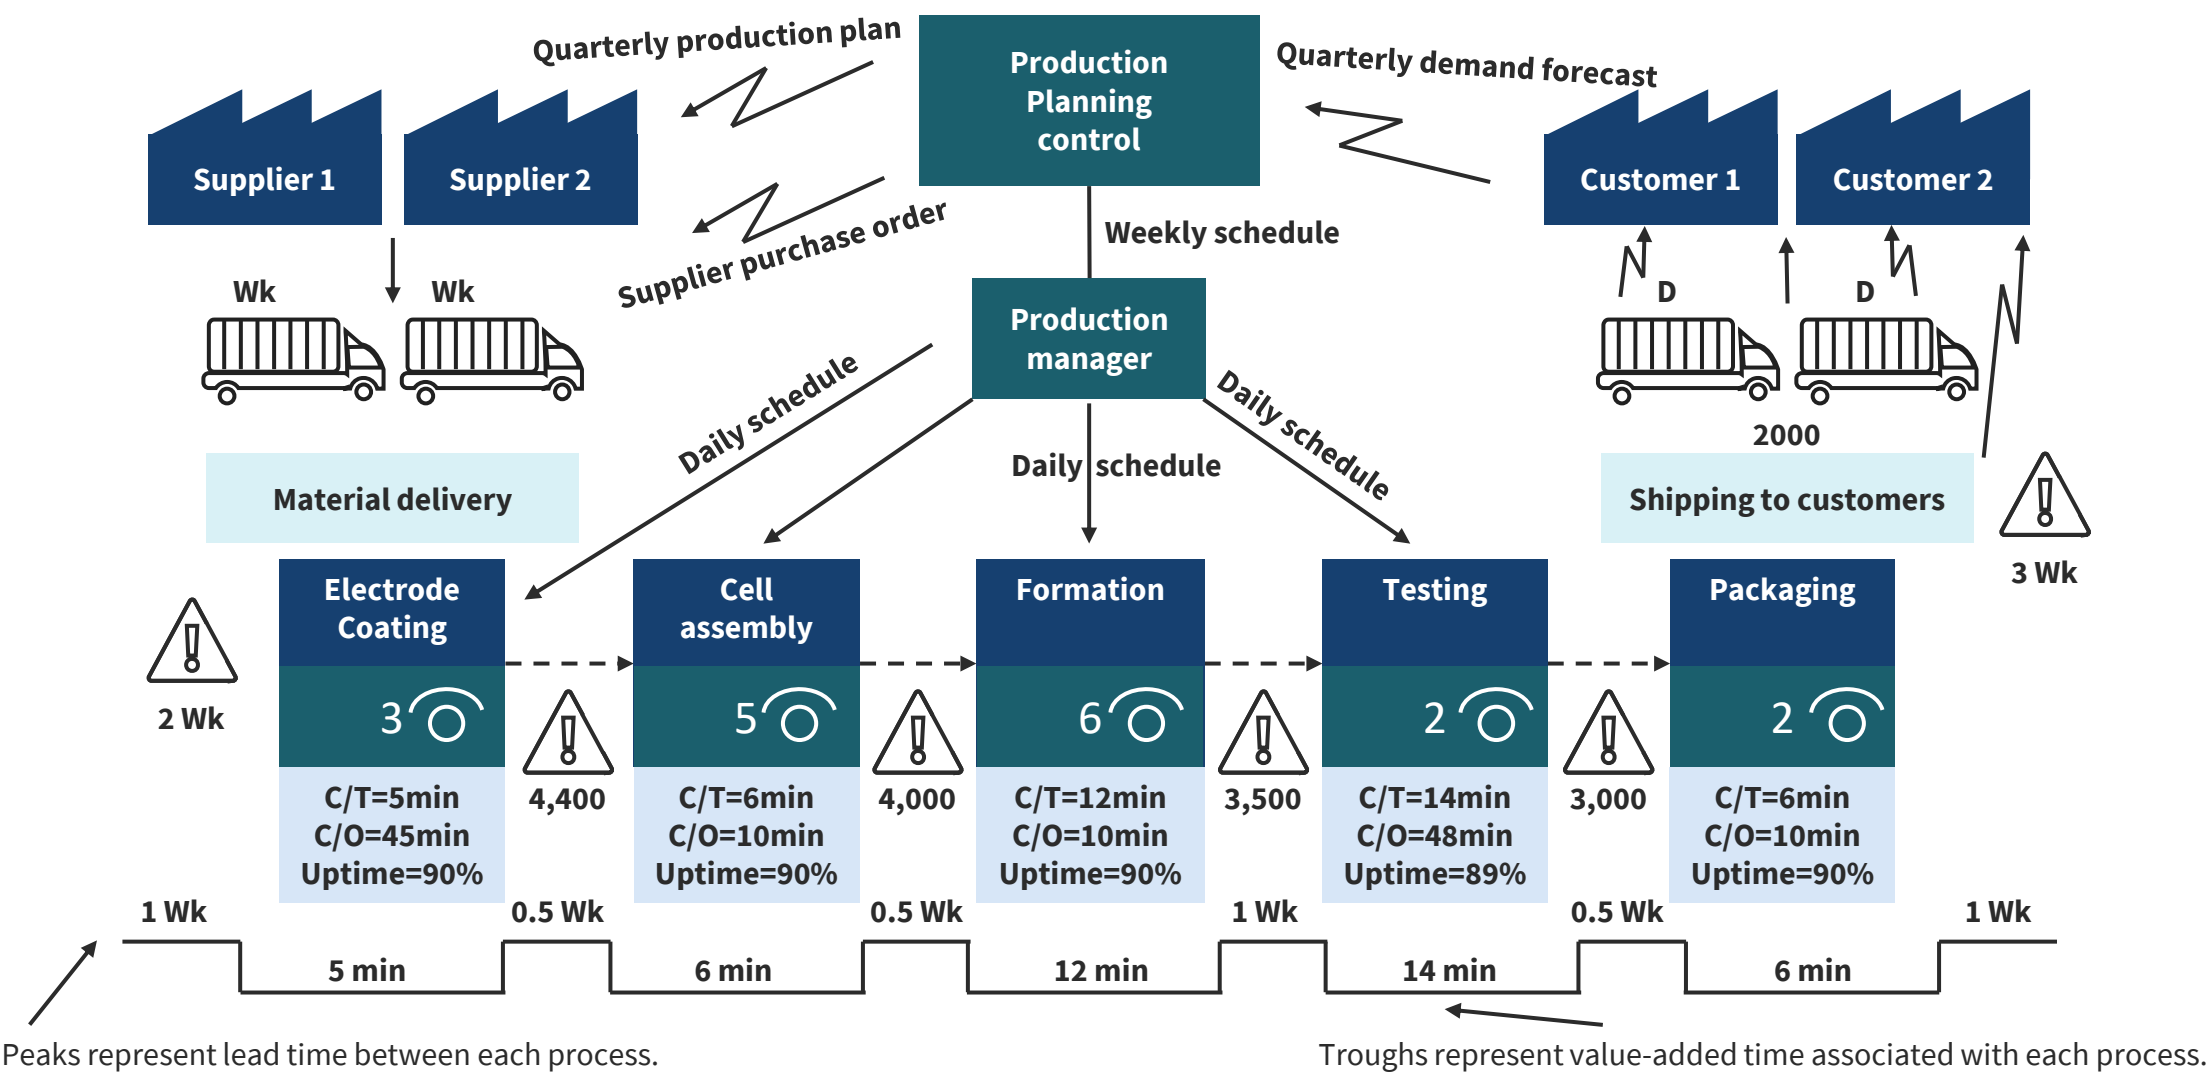 Quarterly production plan
Production
Planning
control
Quarterly demand forecast
Supplier 1
Supplier 2
Customer 1
Customer 2
Supplier purchase order
Weekly schedule
Wk
Wk
D
D
Production
manager
Daily schedule
Daily schedule
Daily schedule
2000
Material delivery
Shipping to customers
3 Wk
2 Wk
Electrode
Coating
3
C/T=5min
C/O=45min
Uptime=90%
4,400
Cell
assembly
5
C/T=6min
C/O=10min
Uptime=90%
4,000
Formation
6
C/T=12min
C/O=10min
Uptime=90%
3,500
Testing
2
C/T=14min
C/O=48min
Uptime=89%
3,000
Packaging
2
C/T=6min
C/O=10min
Uptime=90%
1 Wk
0.5 Wk
0.5 Wk
1 Wk
0.5 Wk
1 Wk
5 min
6 min
12 min
14 min
6 min
Peaks represent lead time between each process.
Troughs represent value-added time associated with each process.